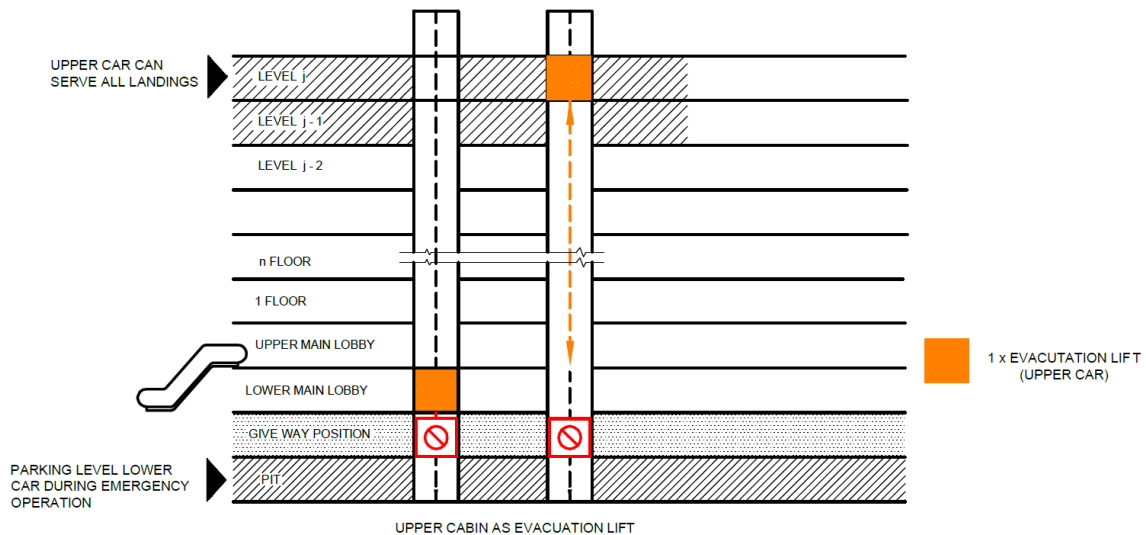 UPPER CAR CAN
SERVE ALL LANDINGS
LEVEL j
LEVEL j - 1
LEVEL j - 2
n FLOOR
1 FLOOR
UPPER MAIN LOBBY
LOWER MAIN LOBBY
GIVE WAY POSITION
PIT
PARKING LEVEL LOWER
CAR DURING EMERGENCY
OPERATION
1 x EVACUTATION LIFT
(UPPER CAR)
UPPER CABIN AS EVACUATION LIFT